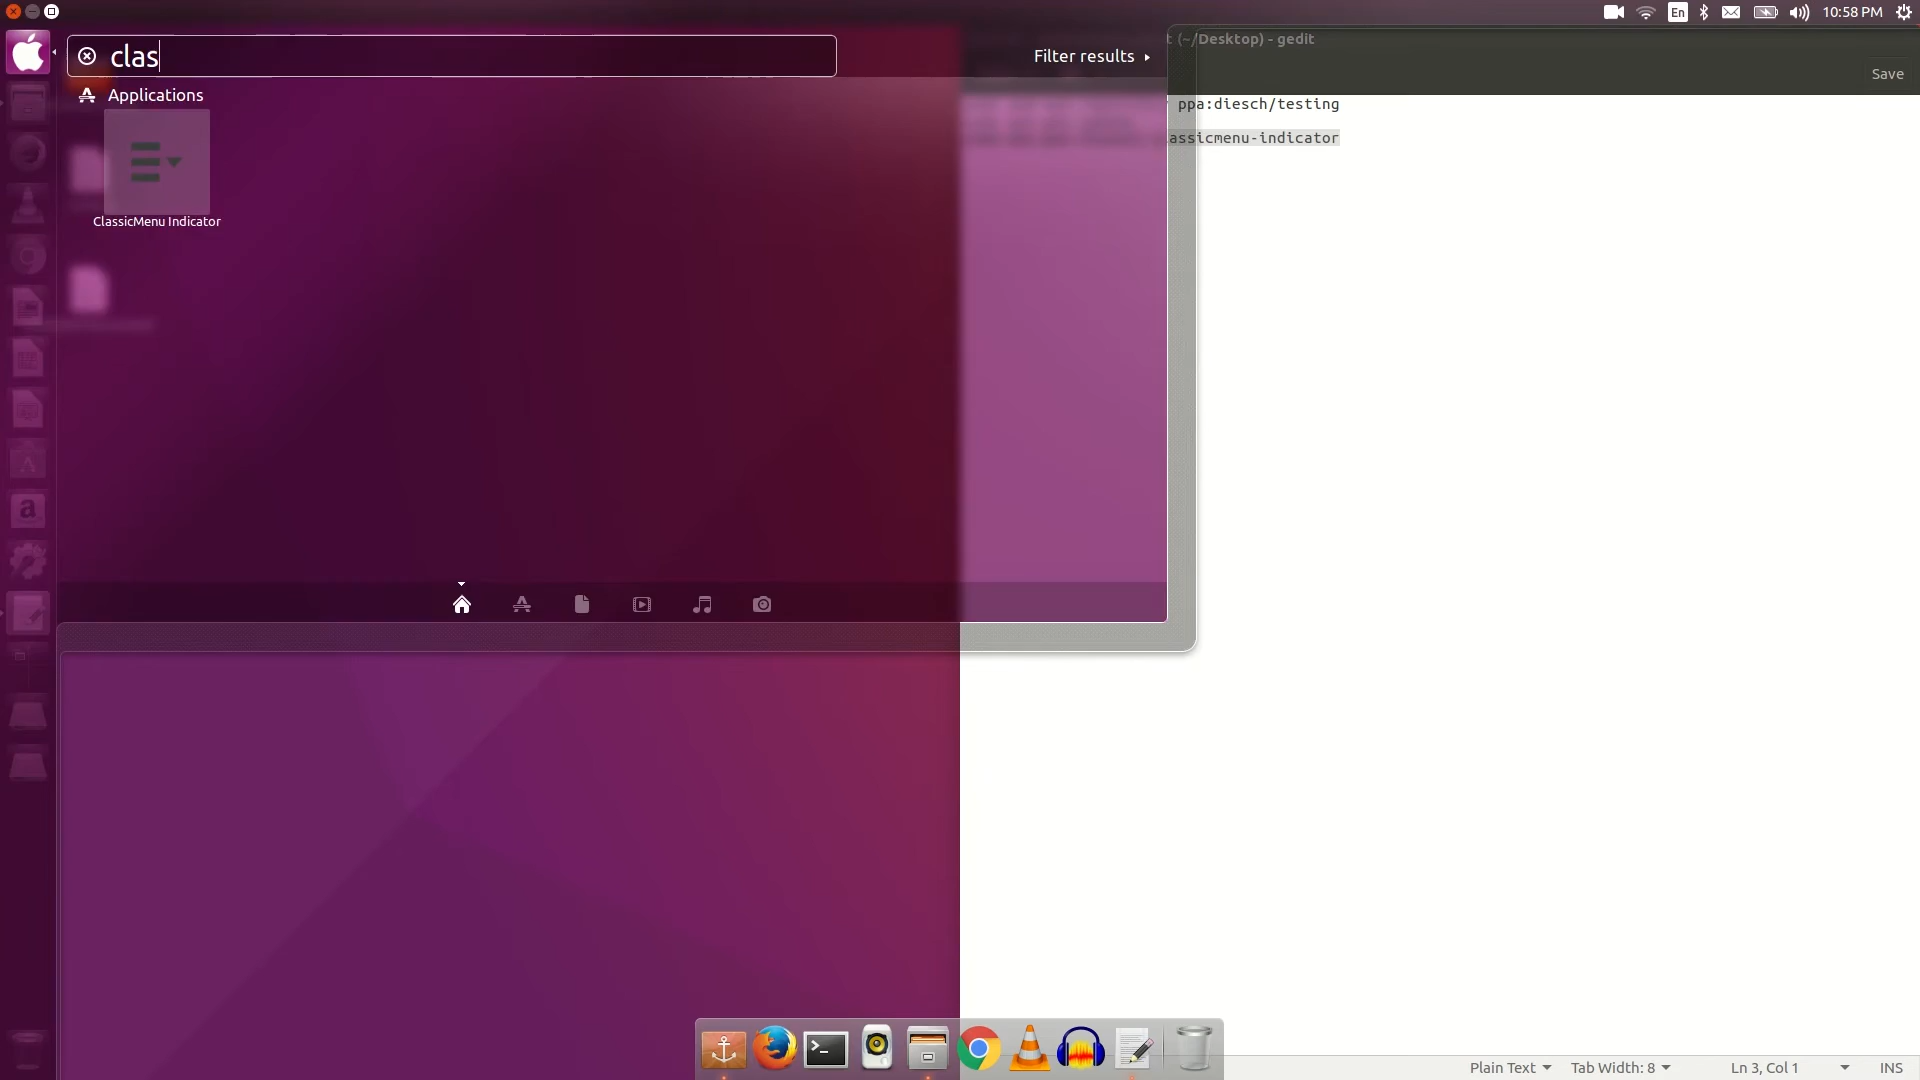 En
10:58 PM
clas
Filter results
t (~/Desktop) - gedit
Save
Applications
ppa:diesch/testing
assicmenu-indicator
ClassicMenu Indicator
Plain Text
Tab Width: 8
Ln 3, Col 1
INS